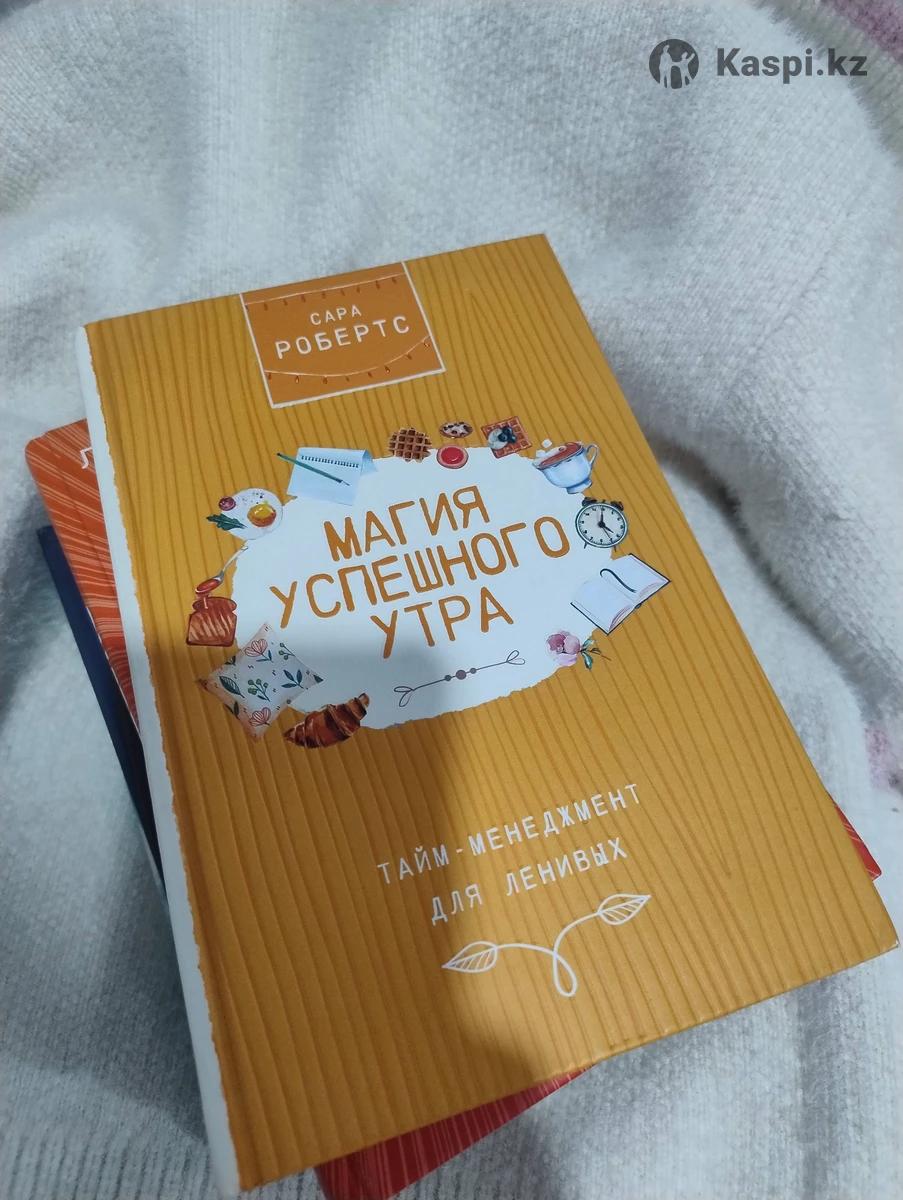 Kaspi.kz
САРА
РОБЕРТС
МАГИЯ
УСПЕШНОГО
УТРА
ТАЙМ-МЕНЕДЖМЕНТ
ДЛЯ ЛЕНИВЫХ